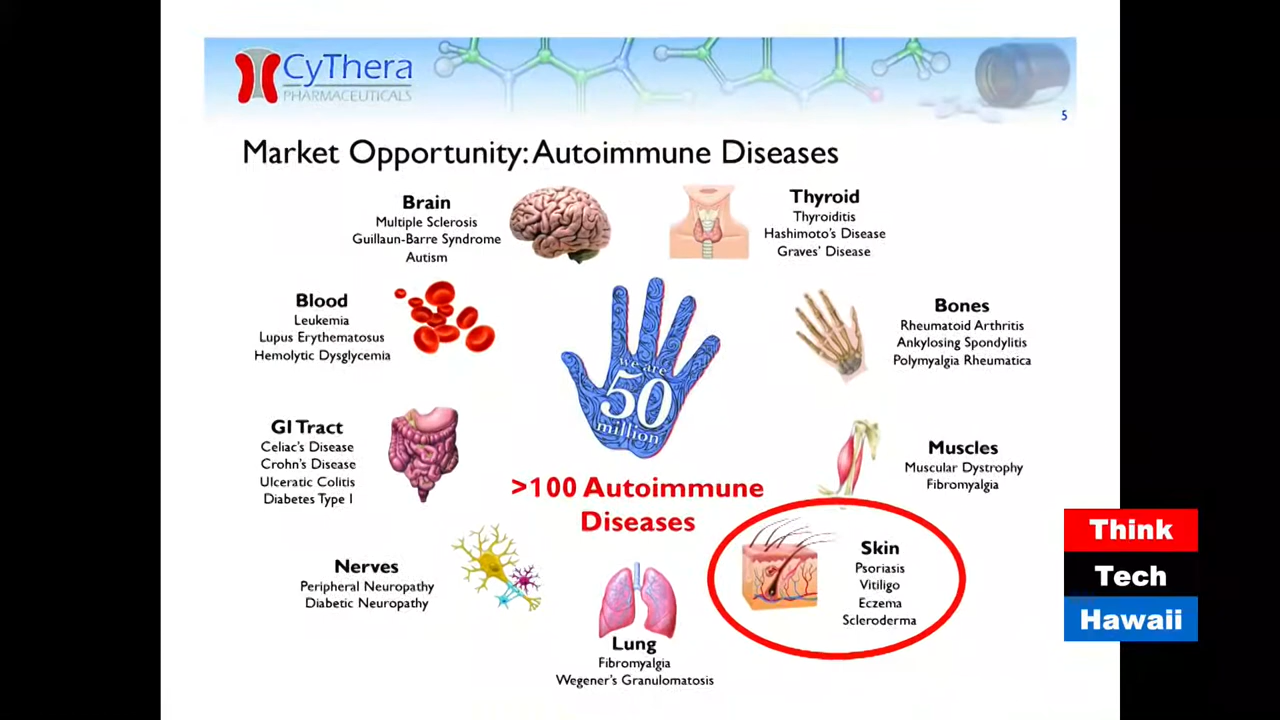 CyThera
PHARMACEUTICALS
5
Market Opportunity: Autoimmune Diseases
Brain
Multiple Sclerosis
Guillaun-Barre Syndrome
Autism
Thyroid
Thyroiditis
Hashimoto's Disease
Graves' Disease
Blood
Leukemia
Lupus Erythematosus
Hemolytic Dysglycemia
we are
50
million
Bones
Rheumatoid Arthritis
Ankylosing Spondylitis
Polymyalgia Rheumatica
GI Tract
Celiac's Disease
Crohn's Disease
Ulceratic Colitis
Diabetes Type I
Muscles
Muscular Dystrophy
Fibromyalgia
>100 Autoimmune
Diseases
Nerves
Peripheral Neuropathy
Diabetic Neuropathy
Skin
Psoriasis
Vitiligo
Eczema
Scleroderma
Lung
Fibromyalgia
Wegener's Granulomatosis
Think
Tech
Hawaii